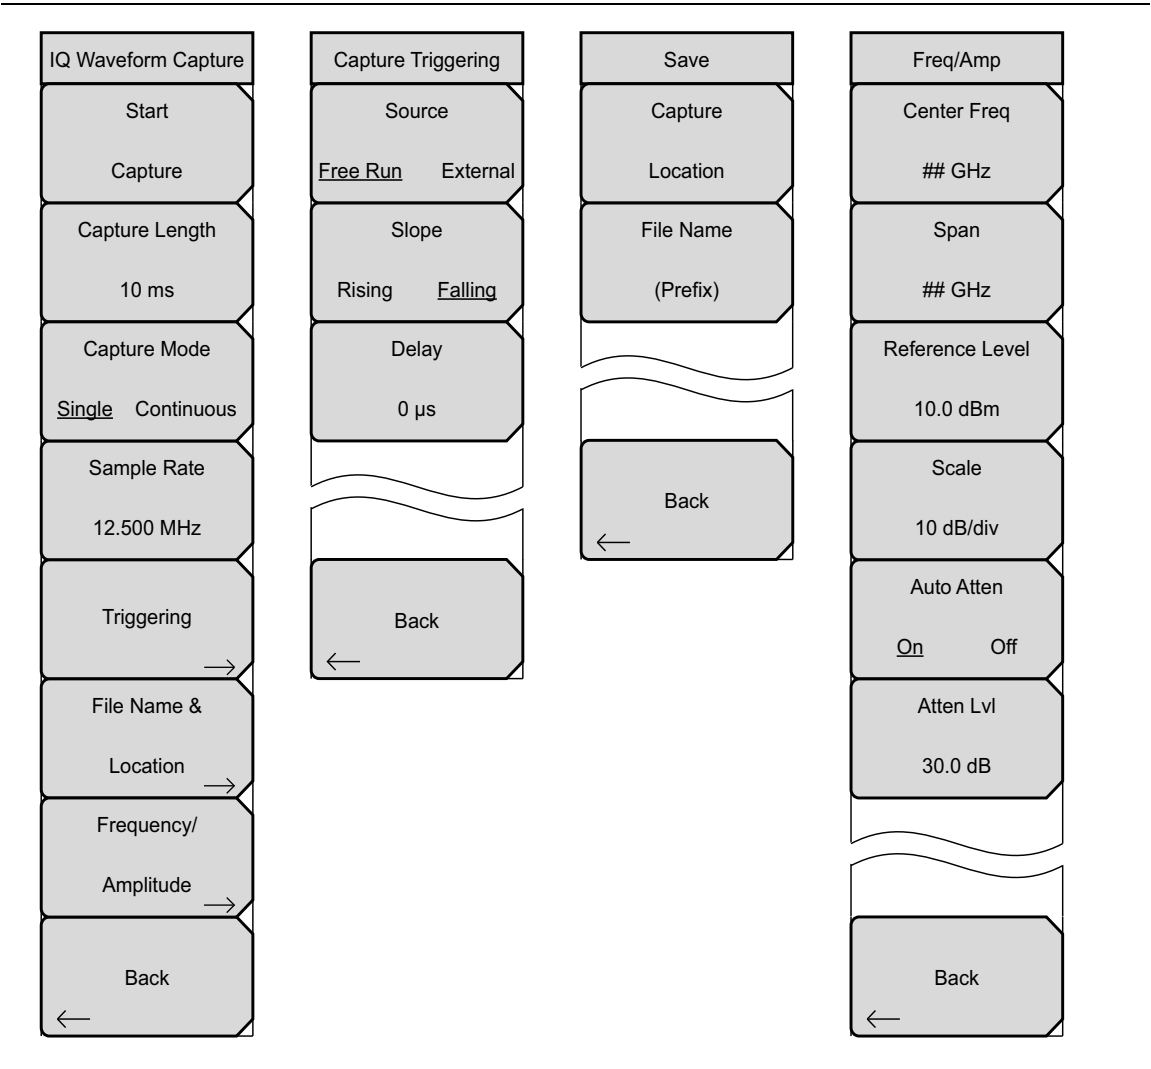 IQ Waveform Capture
Start
Capture
Capture Length
10 ms
Capture Mode
Single Continuous
Sample Rate
12.500 MHz
Triggering
File Name &
Location
Frequency/
Amplitude
Back
Capture Triggering
Source
Free Run External
Slope
Rising Falling
Delay
0 µs
Back
Save
Capture
Location
File Name
(Prefix)
Back
Freq/Amp
Center Freq
## GHz
Span
## GHz
Reference Level
10.0 dBm
Scale
10 dB/div
Auto Atten
On Off
Atten Lvl
30.0 dB
Back